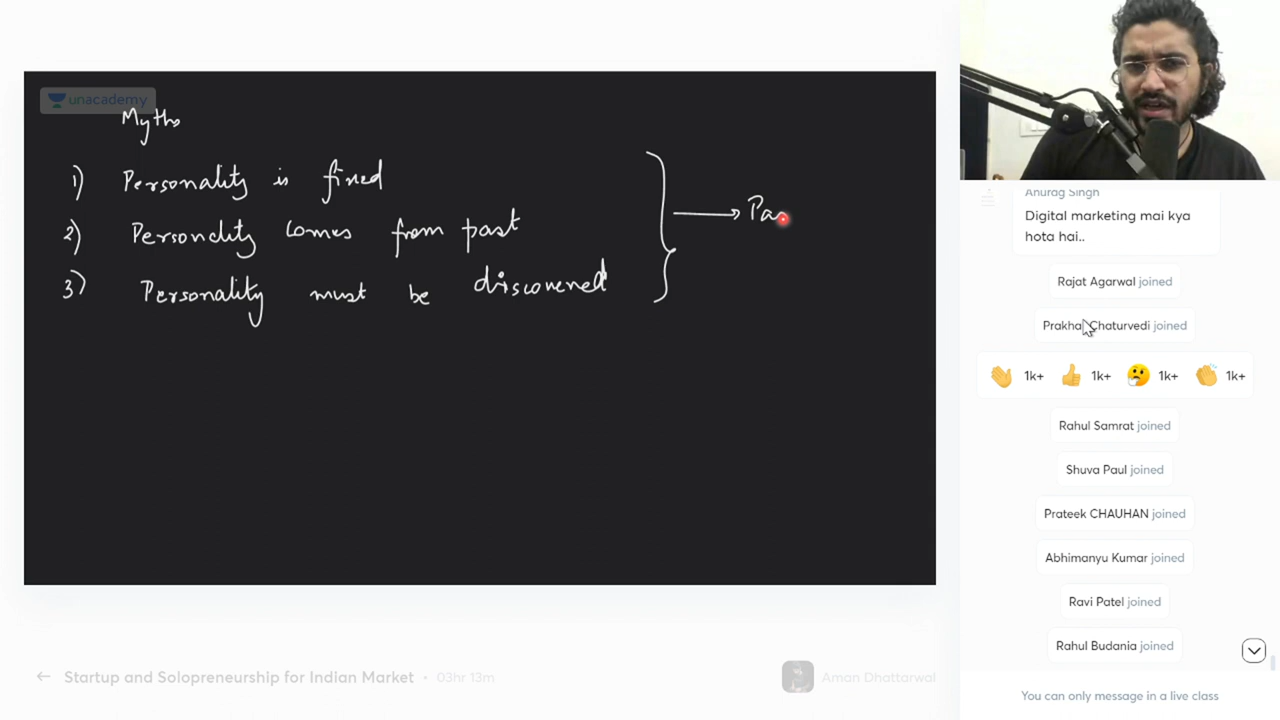 unacademy
Myths
1) Personality is fixed
2) Personality comes from past
3) Personality must be discovered
→ Pas
Anurag Singh
Digital marketing mai kya
hota hai..
Rajat Agarwal joined
Prakhar Chaturvedi joined
1k+ 1k+ 1k+ 1k+
Rahul Samrat joined
Shuva Paul joined
Prateek CHAUHAN joined
Abhimanyu Kumar joined
Ravi Patel joined
Rahul Budania joined
← Startup and Solopreneurship for Indian Market • 03hr 13m
Aman Dhattarwal
You can only message in a live class